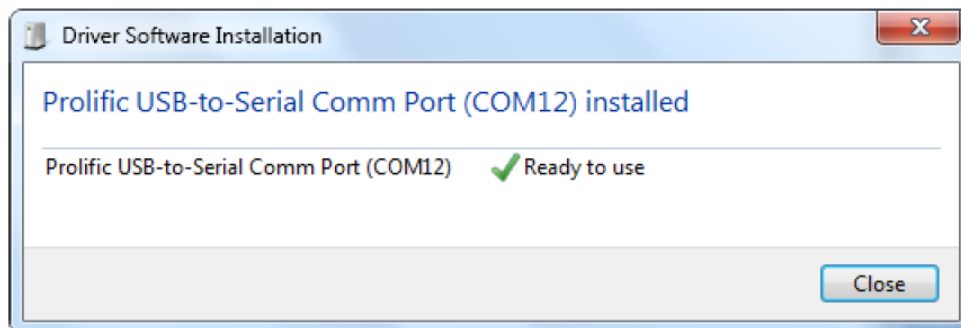 Driver Software Installation
Prolific USB-to-Serial Comm Port (COM12) installed
Prolific USB-to-Serial Comm Port (COM12) Ready to use
Close